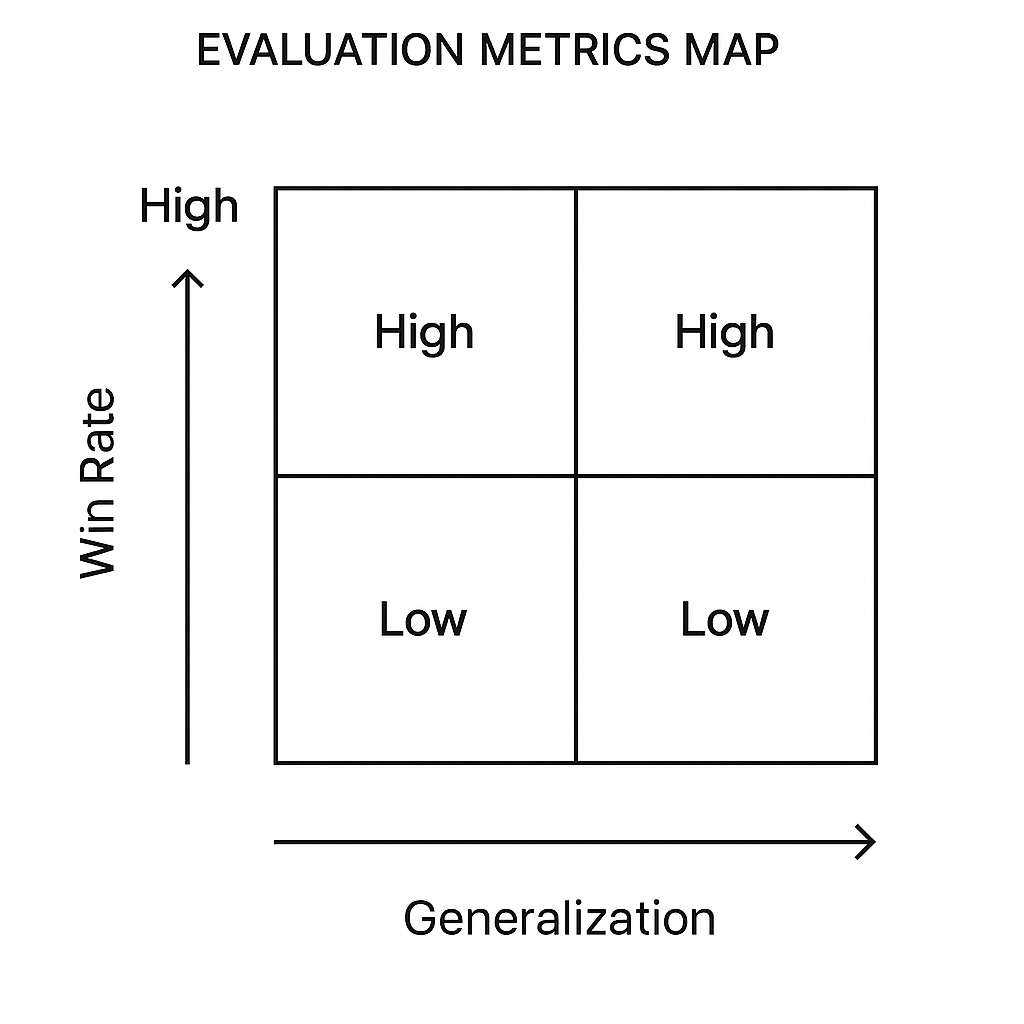 EVALUATION METRICS MAP
High
High High
Win Rate
Low Low
Generalization